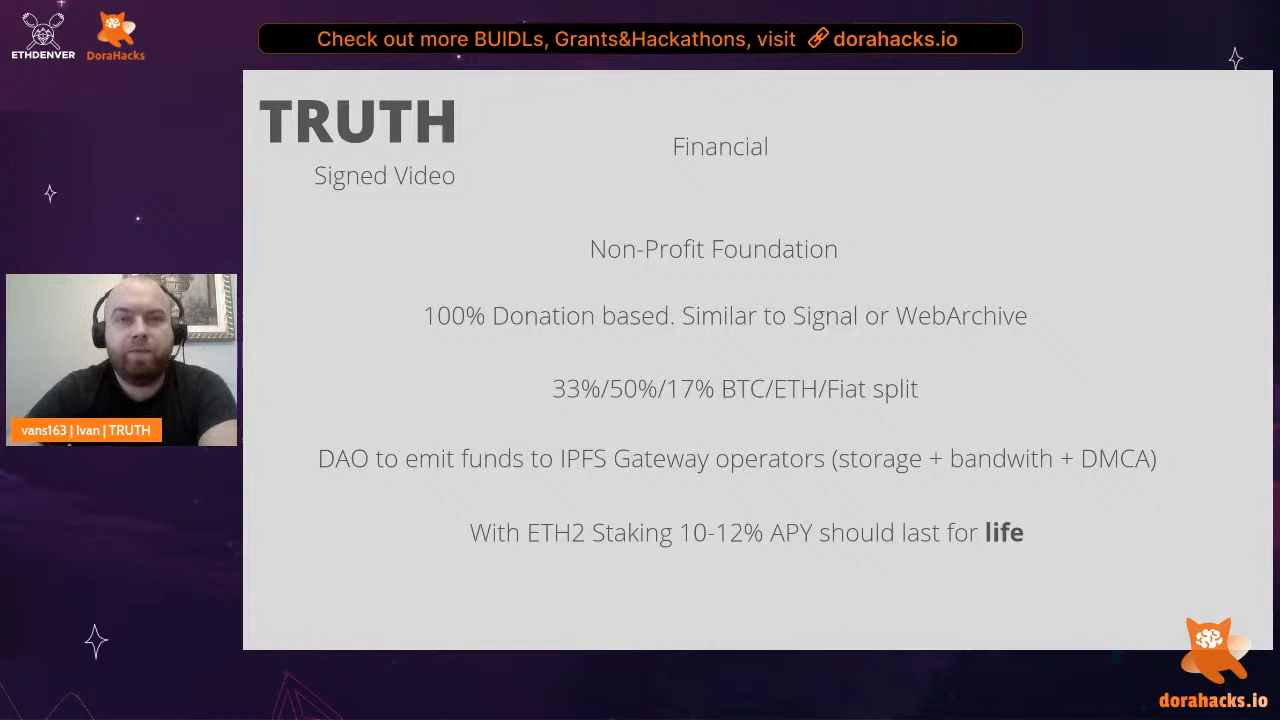 ETHDENVER
DoraHacks
Check out more BUIDLs, Grants&Hackathons, visit dorahacks.io
TRUTH
Signed Video
Financial
Non-Profit Foundation
100% Donation based. Similar to Signal or WebArchive
33%/50%/17% BTC/ETH/Fiat split
DAO to emit funds to IPFS Gateway operators (storage + bandwith + DMCA)
With ETH2 Staking 10-12% APY should last for life
vans163 | Ivan | TRUTH
dorahacks.io